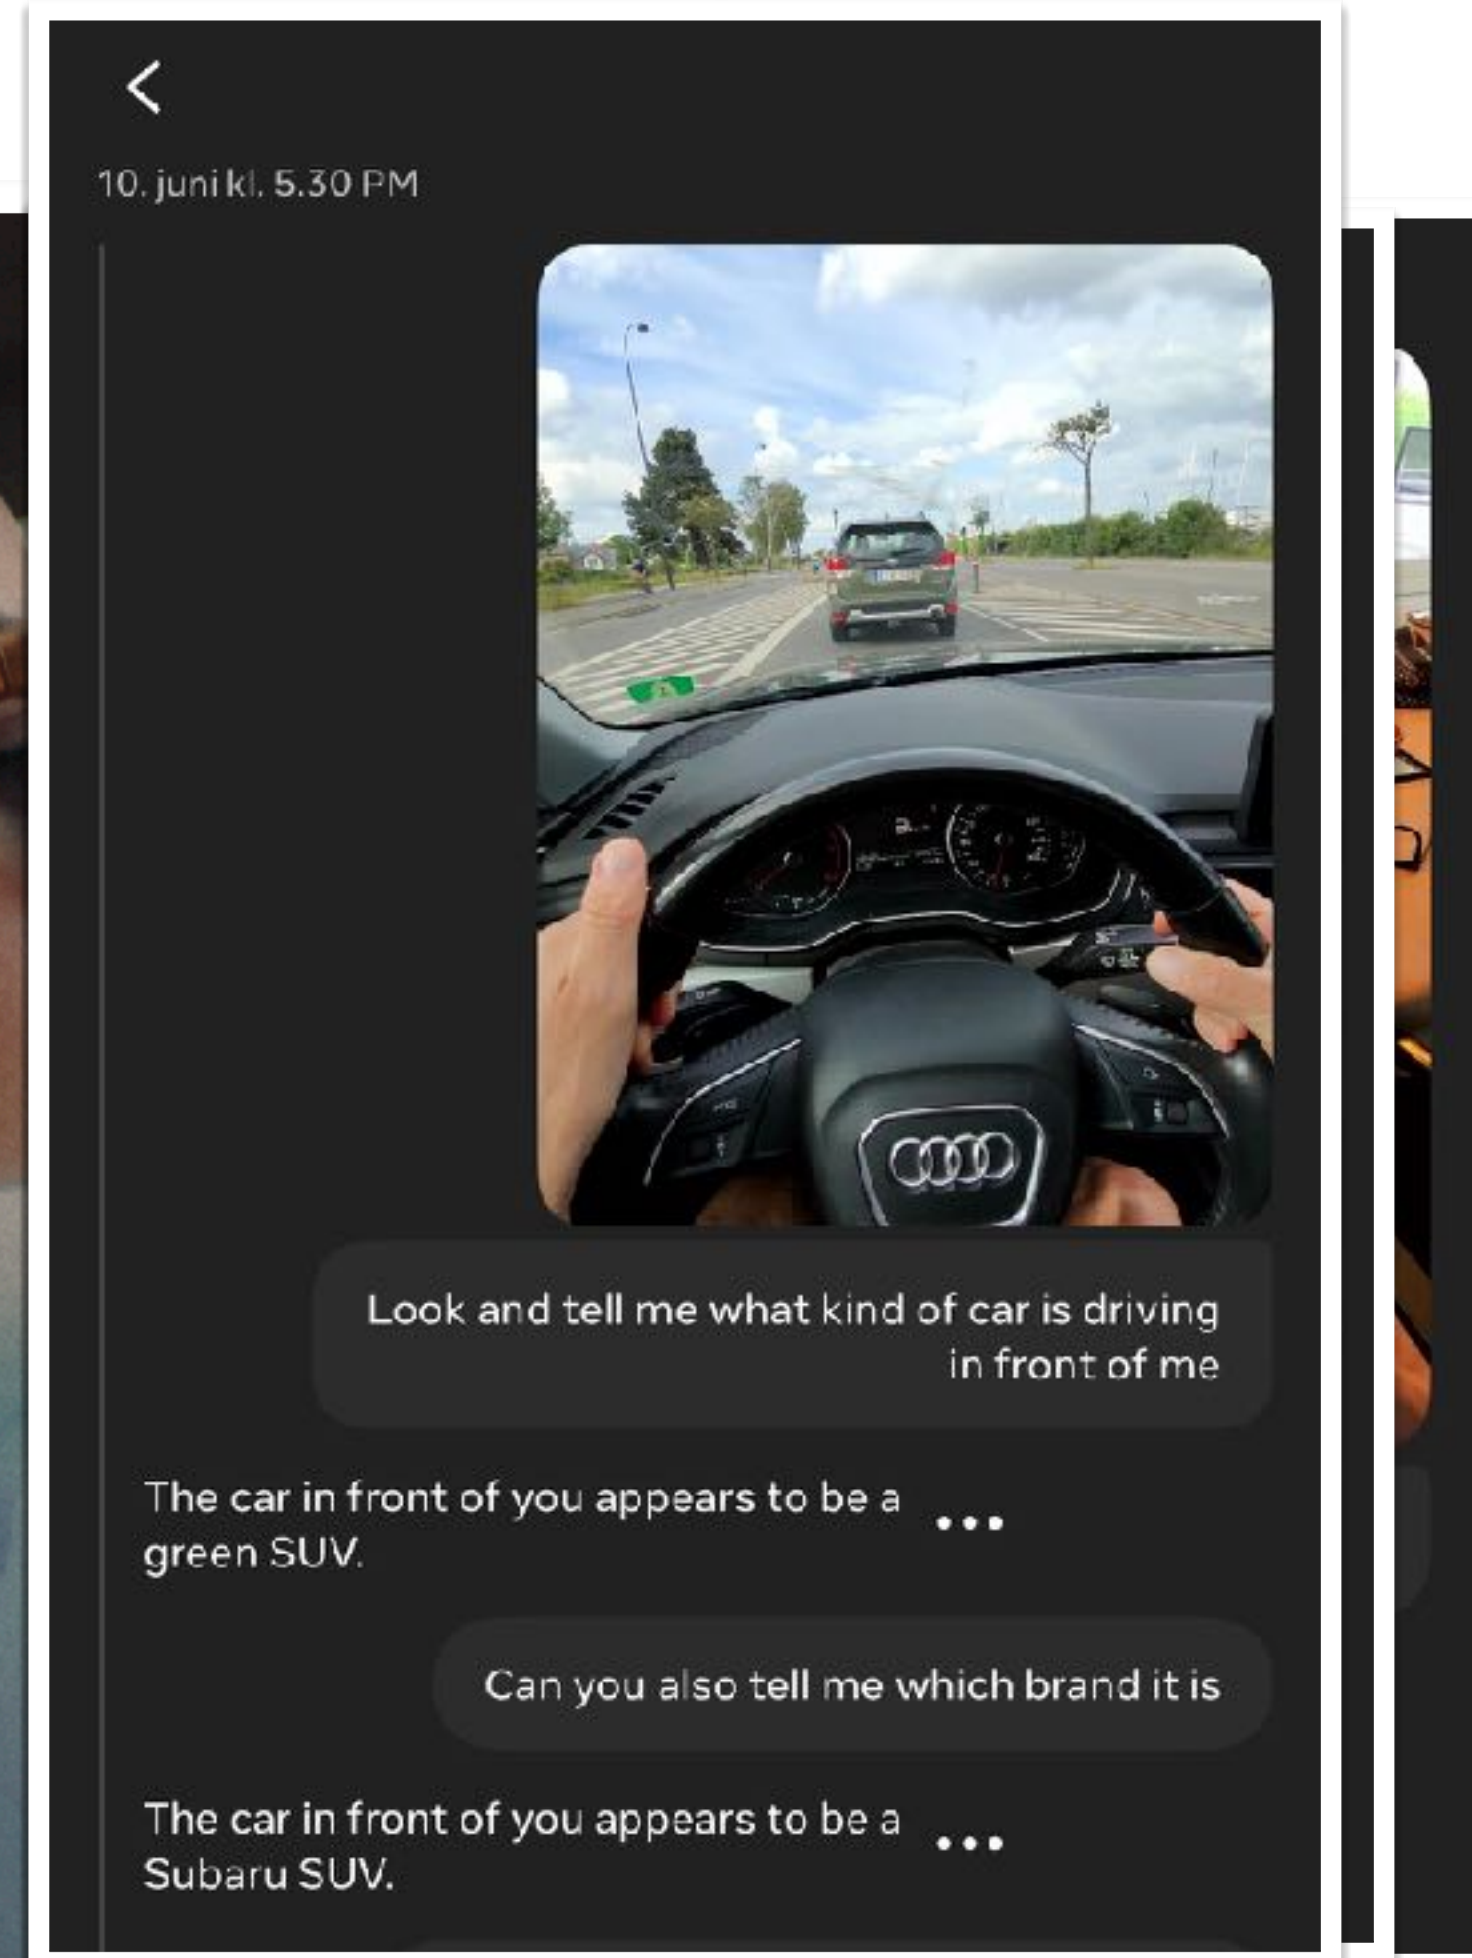 10. juni kl. 5.30 PM
Look and tell me what kind of car is driving
in front of me
The car in front of you appears to be a
green SUV.
Can you also tell me which brand it is
The car in front of you appears to be a
Subaru SUV.